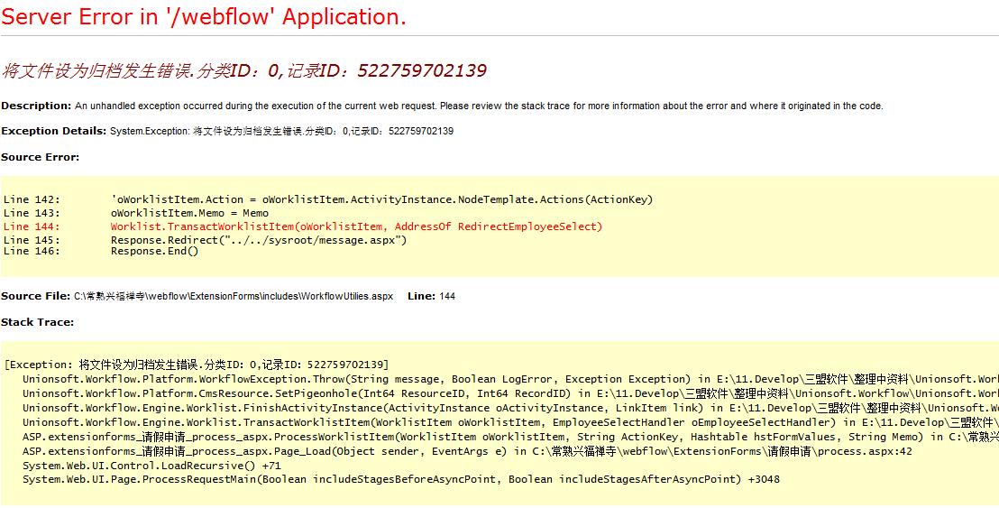 Server Error in '/webflow' Application.
将文件设为归档发生错误.分类ID：0,记录ID：522759702139
Description: An unhandled exception occurred during the execution of the current web request. Please review the stack trace for more information about the error and where it originated in the code.
Exception Details: System.Exception: 将文件设为归档发生错误.分类ID：0,记录ID：522759702139
Source Error:
Line 142:        'oWorklistItem.Action = oWorklistItem.ActivityInstance.NodeTemplate.Actions(ActionKey)
Line 143:        oWorklistItem.Memo = Memo
Line 144:        Worklist.TransactWorklistItem(oWorklistItem, AddressOf RedirectEmployeeSelect)
Line 145:        Response.Redirect("../../sysroot/message.aspx")
Line 146:        Response.End()
Source File: C:\常熟兴福禅寺\webflow\ExtensionForms\includes\WorkflowUtilies.aspx    Line: 144
Stack Trace:
[Exception: 将文件设为归档发生错误.分类ID：0,记录ID：522759702139]
Unionsoft.Workflow.Platform.WorkflowException.Throw(String message, Boolean LogError, Exception Exception) in E:\11.Develop\三盟软件\整理中资料\Unionsoft.Wor
Unionsoft.Workflow.Platform.CmsResource.SetPigeonhole(Int64 ResourceID, Int64 RecordID) in E:\11.Develop\三盟软件\整理中资料\Unionsoft.Workflow\Unionsoft.Work
Unionsoft.Workflow.Engine.Worklist.FinishActivityInstance(ActivityInstance oActivityInstance, LinkItem link) in E:\11.Develop\三盟软件\整理中资料\Unionsoft.Wo
Unionsoft.Workflow.Engine.Worklist.TransactWorklistItem(WorklistItem oWorklistItem, EmployeeSelectHandler oEmployeeSelectHandler) in E:\11.Develop\三盟软件\
ASP.extensionforms_请假申请_process_aspx.ProcessWorklistItem(WorklistItem oWorklistItem, String ActionKey, Hashtable hstFormValues, String Memo) in C:\常熟兴
ASP.extensionforms_请假申请_process_aspx.Page_Load(Object sender, EventArgs e) in C:\常熟兴福禅寺\webflow\ExtensionForms\请假申请\process.aspx:42
System.Web.UI.Control.LoadRecursive() +71
System.Web.UI.Page.ProcessRequestMain(Boolean includeStagesBeforeAsyncPoint, Boolean includeStagesAfterAsyncPoint) +3048